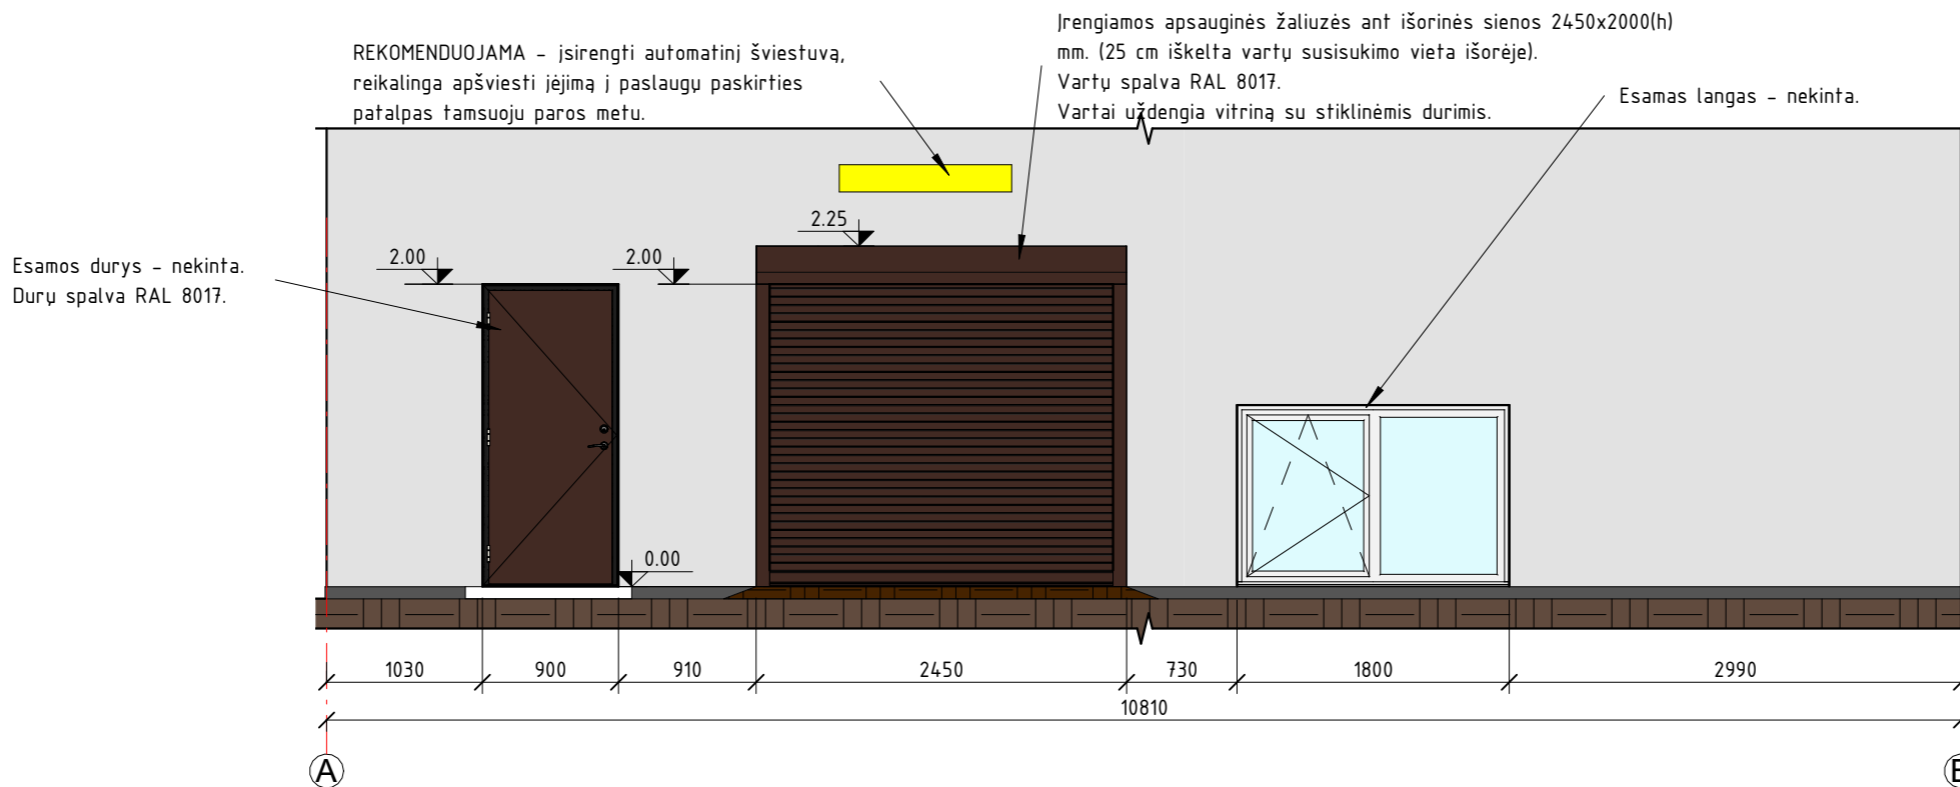 REKOMENDUOJAMA - įsirengti automatinį šviestuvą,
reikalinga apšviesti įėjimą į paslaugų paskirties
patalpas tamsuoju paros metu.
Įrengiamos apsauginės žaliuzės ant išorinės sienos 2450x2000(h)
mm. (25 cm iškelta vartų susisukimo vieta išorėje).
Vartų spalva RAL 8017.
Vartai uždengia vitriną su stiklinėmis durimis.
Esamas langas - nekinta.
Esamos durys - nekinta.
Durų spalva RAL 8017.
2.25
2.00
2.00
0.00
1030
900
910
2450
730
1800
2990
10810
A